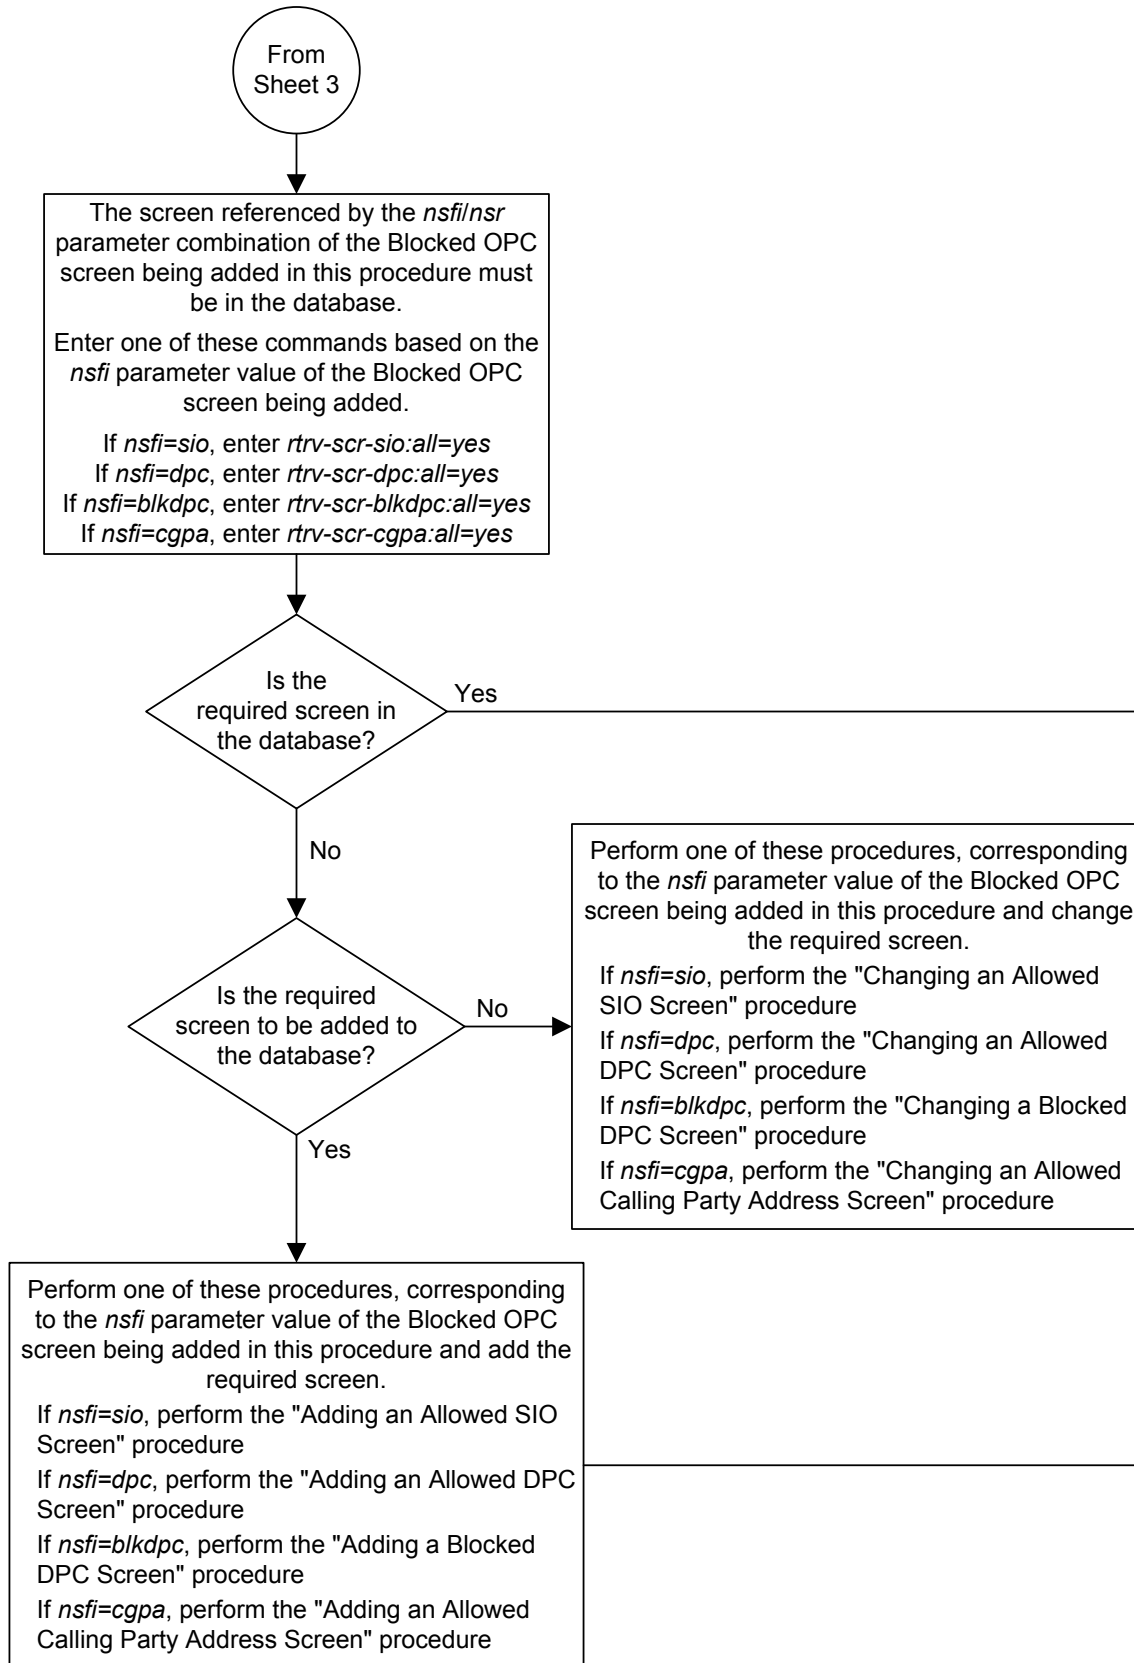 From
Sheet 3
The screen referenced by the nsfi/nsr
parameter combination of the Blocked OPC
screen being added in this procedure must
be in the database.
Enter one of these commands based on the
nsfi parameter value of the Blocked OPC
screen being added.
If nsfi=sio, enter rtrv-scr-sio:all=yes
If nsfi=dpc, enter rtrv-scr-dpc:all=yes
If nsfi=blkdpc, enter rtrv-scr-blkdpc:all=yes
If nsfi=cgpa, enter rtrv-scr-cgpa:all=yes
Is the
required screen in
the database?
Yes
No
Is the required
screen to be added to
the database?
No
Yes
Perform one of these procedures, corresponding
to the nsfi parameter value of the Blocked OPC
screen being added in this procedure and change
the required screen.
If nsfi=sio, perform the "Changing an Allowed
SIO Screen" procedure
If nsfi=dpc, perform the "Changing an Allowed
DPC Screen" procedure
If nsfi=blkdpc, perform the "Changing a Blocked
DPC Screen" procedure
If nsfi=cgpa, perform the "Changing an Allowed
Calling Party Address Screen" procedure
Perform one of these procedures, corresponding
to the nsfi parameter value of the Blocked OPC
screen being added in this procedure and add the
required screen.
If nsfi=sio, perform the "Adding an Allowed SIO
Screen" procedure
If nsfi=dpc, perform the "Adding an Allowed DPC
Screen" procedure
If nsfi=blkdpc, perform the "Adding a Blocked
DPC Screen" procedure
If nsfi=cgpa, perform the "Adding an Allowed
Calling Party Address Screen" procedure